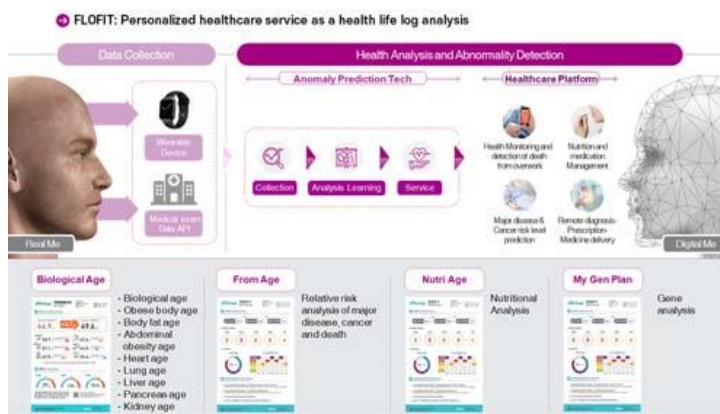 FLOFIT: Personalized healthcare service as a health life log analysis
Data Collection
Health Analysis and Abnormality Detection
Anomaly Prediction Tech
Healthcare Platform
Wearable
Device
Medical exam
Data API
Collection
Analysis Learning
Service
Health Monitoring and
detection of death
from overwork
Nutrition and
medication
Management
Major disease &
Cancer risk level
prediction
Remote diagnosis-
Prescription-
Medicine delivery
Real Me
Digital Me
Biological Age
- Biological age
- Obese body age
- Body fat age
- Abdominal
obesity age
- Heart age
- Lung age
- Liver age
- Pancreas age
- Kidney age
From Age
Relative risk
analysis of major
disease, cancer
and death
Nutri Age
Nutritional
Analysis
My Gen Plan
Gene
analysis